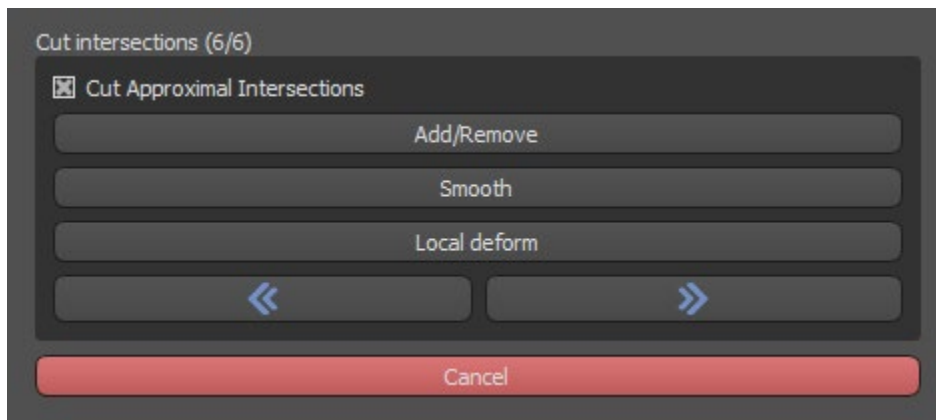 Cut intersections (6/6)
Cut Approximal Intersections
Add/Remove
Smooth
Local deform
Cancel